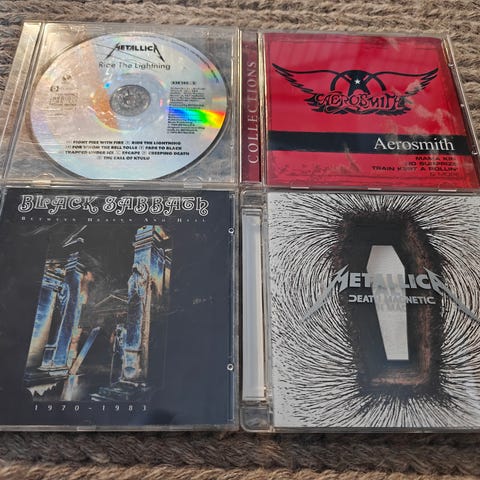 METALLICA
Ride The Lightning
FIGHT FIRE WITH FIRE RIDE THE LIGHTNING
FOR WHOM THE BELL TOLLS FADE TO BLACK
TRAPPED UNDER ICE ESCAPE CREEPING DEATH
THE CALL OF KTULU
COLLECTIONS
AEROSMITH
Aerosmith
MAMA KIN
NO SURPRIZE
TRAIN KEPT A ROLLIN'
BLACK SABBATH
BETWEEN HEAVEN AND HELL
1970-1983
METALLICA
DEATH MAGNETIC